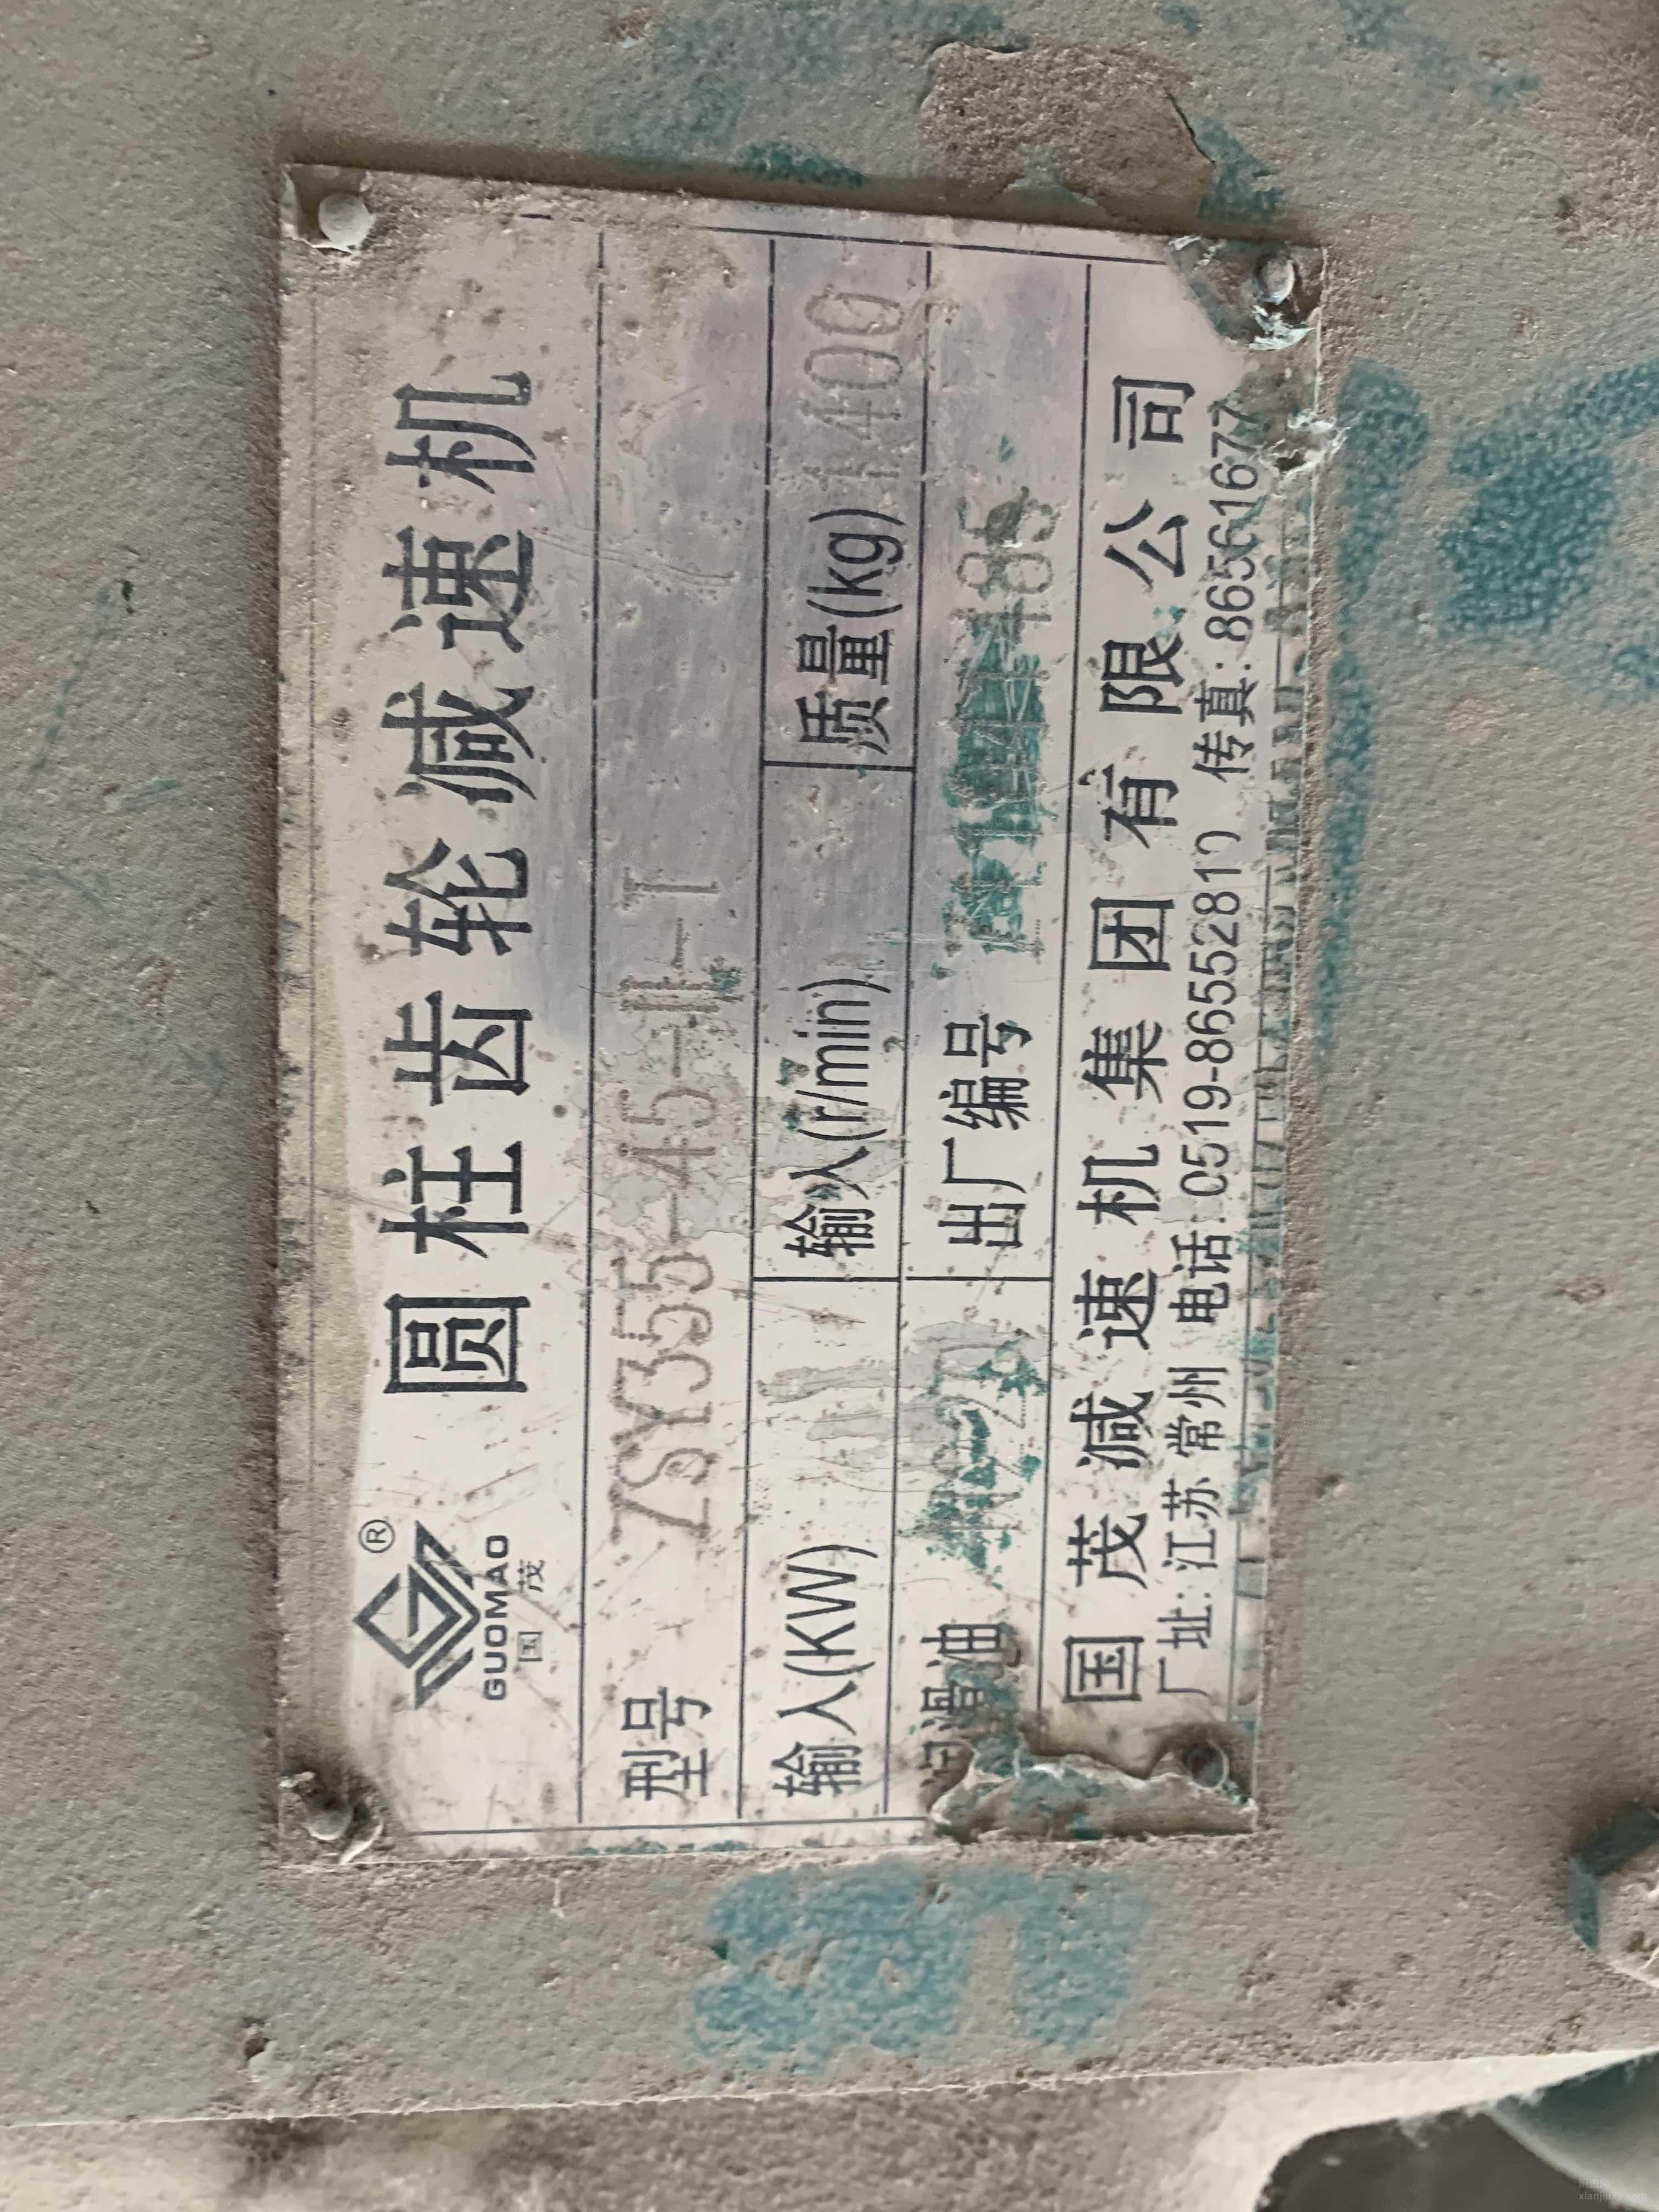 GUOMAO ®
国茂
圆柱齿轮减速机
型号 ZSY355-45-II-I
输入(KW) 输入(r/min) 质量(kg) 1400
润滑油 出厂编号
国茂减速机集团有限公司
厂址: 江苏 常州 电话: 0519-86552810 传真: 86561677